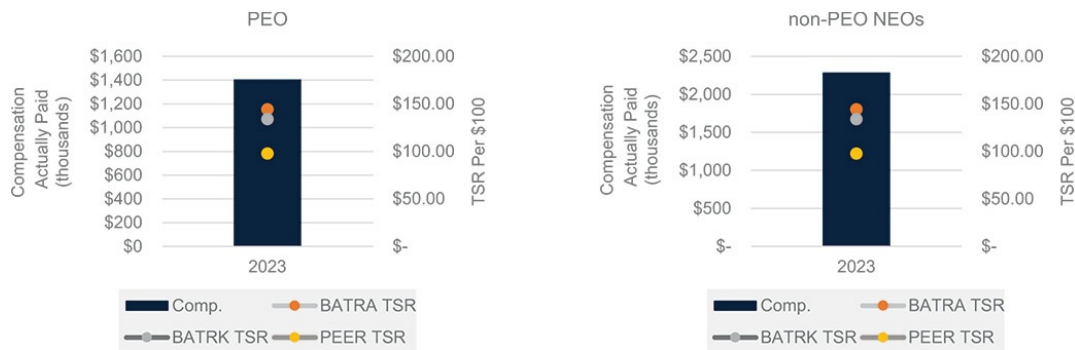 PEO
Compensation
Actually Paid
(thousands)
$1,600
$1,400
$1,200
$1,000
$800
$600
$400
$200
$0
$200.00
$150.00
$100.00
$50.00
$-
TSR Per $100
2023
Comp.
BATRA TSR
BATRK TSR
PEER TSR
non-PEO NEOs
Compensation
Actually Paid
(thousands)
$2,500
$2,000
$1,500
$1,000
$500
$-
$200.00
$150.00
$100.00
$50.00
$-
TSR Per $100
2023
Comp.
BATRA TSR
BATRK TSR
PEER TSR